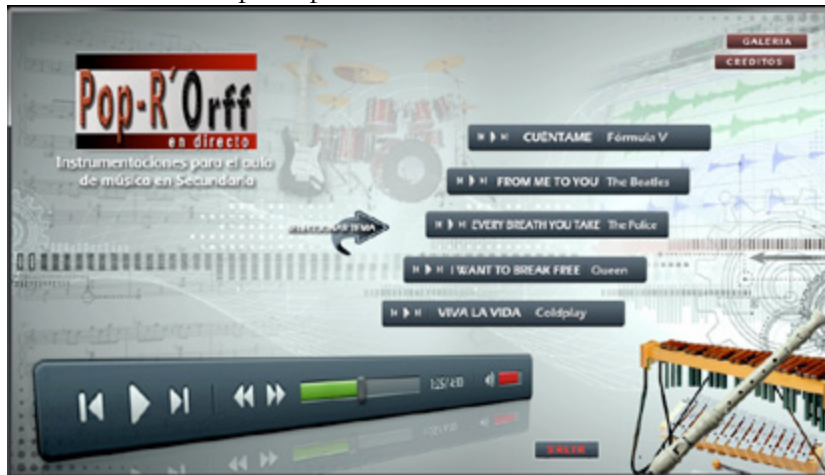 GALERIA
CREDITOS
Pop-R´Orff
en directo
Instrumentaciones para el aula
de música en Secundaria
CUÉNTAME Fórmula V
FROM ME TO YOU The Beatles
SELECCIONAR TEMA
EVERY BREATH YOU TAKE The Police
I WANT TO BREAK FREE Queen
VIVA LA VIDA Coldplay
SALIR